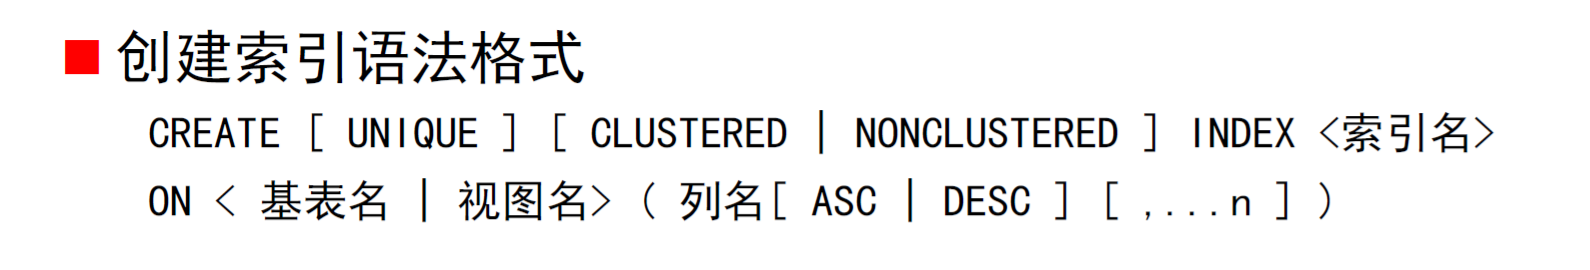 创建索引语法格式
CREATE [ UNIQUE ] [ CLUSTERED | NONCLUSTERED ] INDEX <索引名>
ON < 基表名 | 视图名> ( 列名[ ASC | DESC ] [ ,...n ] )